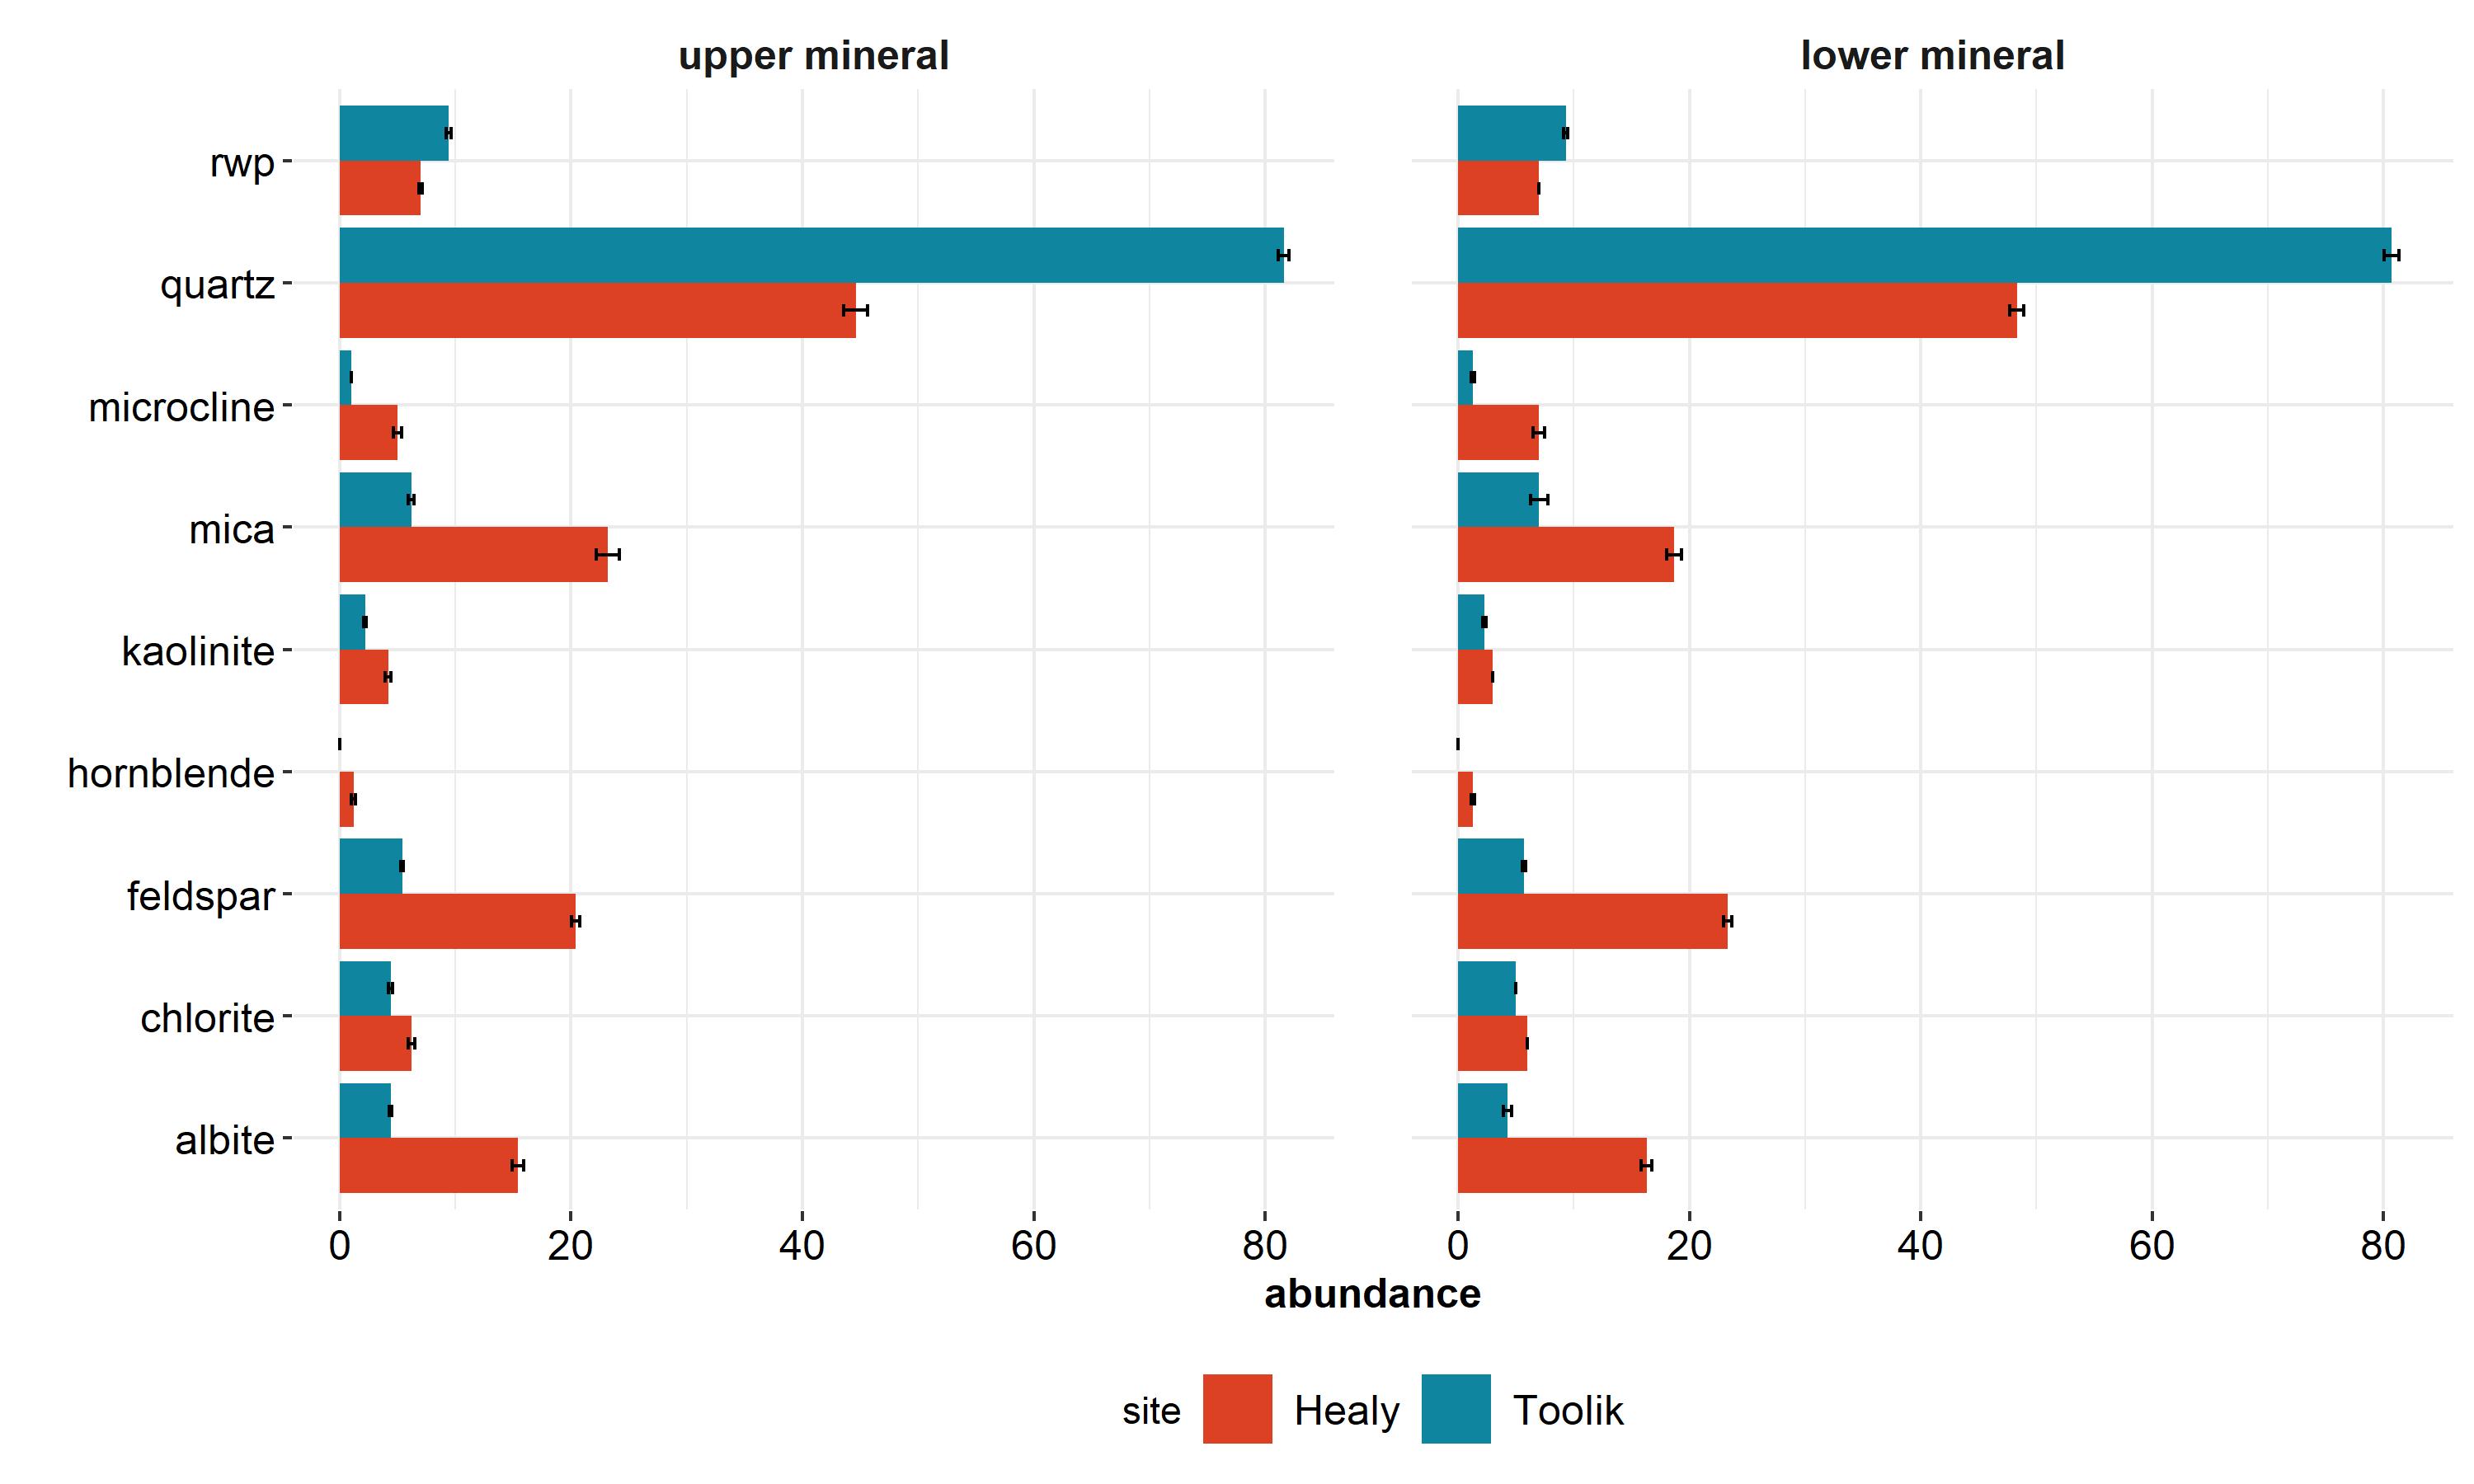 upper mineral
lower mineral
rwp
quartz
microcline
mica
kaolinite
hornblende
feldspar
chlorite
albite
0 20 40 60 80
0 20 40 60 80
abundance
site Healy Toolik